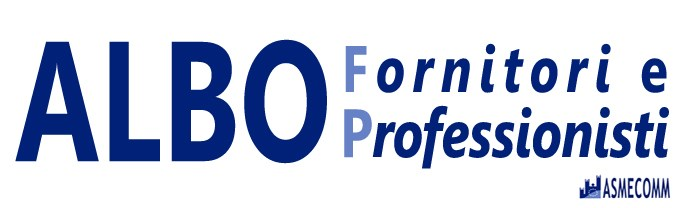 ALBO
Fornitori e
Professionisti
ASMECOMM